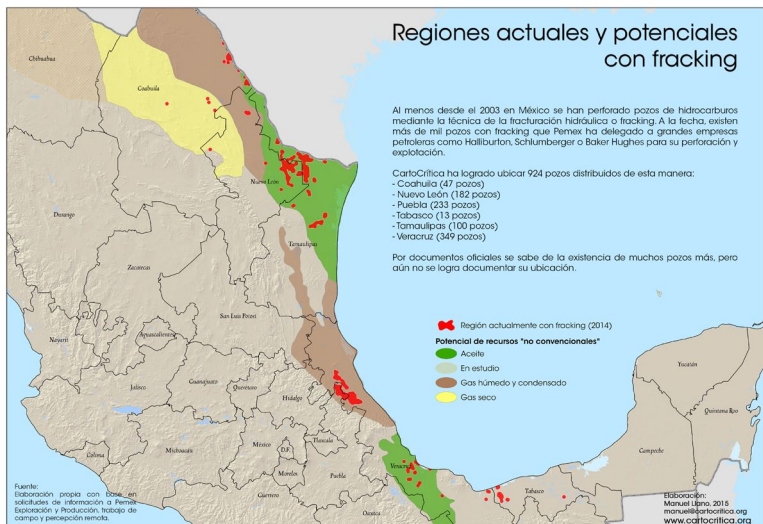 Regiones actuales y potenciales
con fracking
Al menos desde el 2003 en México se han perforado pozos de hidrocarburos
mediante la técnica de la fracturación hidráulica o fracking. A la fecha, existen
más de mil pozos con fracking que Pemex ha delegado a grandes empresas
petroleras como Halliburton, Schlumberger o Baker Hughes para su perforación y
explotación.
CartoCrítica ha logrado ubicar 924 pozos distribuidos de esta manera:
- Coahuila (47 pozos)
- Nuevo León (182 pozos)
- Puebla (233 pozos)
- Tabasco (13 pozos)
- Tamaulipas (100 pozos)
- Veracruz (349 pozos)
Por documentos oficiales se sabe de la existencia de muchos pozos más, pero
aún no se logra documentar su ubicación.
Región actualmente con fracking (2014)
Potencial de recursos "no convencionales"
Aceite
En estudio
Gas húmedo y condensado
Gas seco
Chihuahua
Coahuila
Nuevo León
Durango
Tamaulipas
Zacatecas
San Luis Potosí
Nayarit
Aguascalientes
Jalisco
Guanajuato
Querétaro
Hidalgo
Colima
Michoacán
México
D.F.
Tlaxcala
Morelos
Puebla
Veracruz
Guerrero
Oaxaca
Tabasco
Campeche
Yucatán
Quintana Roo
Fuente:
Elaboración propia con base en
solicitudes de información a Pemex
Exploración y Producción, trabajo de
campo y percepción remota.
Elaboración:
Manuel Llano, 2015
manuel@cartocritica.org
www.cartocritica.org